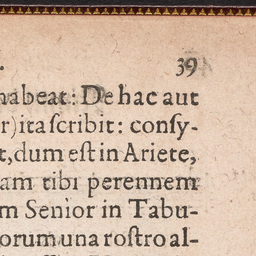 39
habeat: De hac aut
r) ita ſcribit: conſy-
t, dum eſt in Ariete,
am tibi perennem
m Senior in Tabu-
orum una roſtro al-